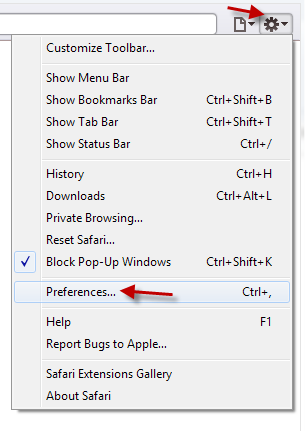 Customize Toolbar...
Show Menu Bar
Show Bookmarks Bar Ctrl+Shift+B
Show Tab Bar Ctrl+Shift+T
Show Status Bar Ctrl+/
History Ctrl+H
Downloads Ctrl+Alt+L
Private Browsing...
Reset Safari...
Block Pop-Up Windows Ctrl+Shift+K
Preferences... Ctrl+,
Help F1
Report Bugs to Apple...
Safari Extensions Gallery
About Safari